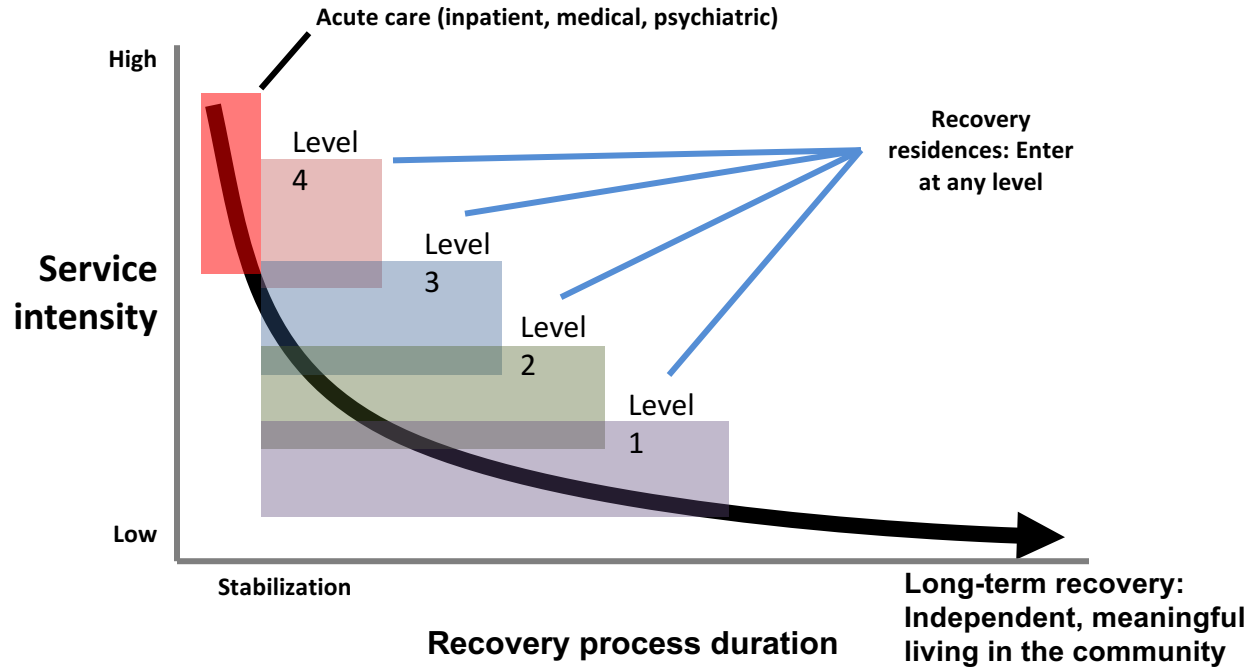 Acute care (inpatient, medical, psychiatric)
High
Level
4
Recovery
residences: Enter
at any level
Level
3
Service
intensity
Level
2
Level
1
Low
Stabilization
Long-term recovery:
Independent, meaningful
living in the community
Recovery process duration